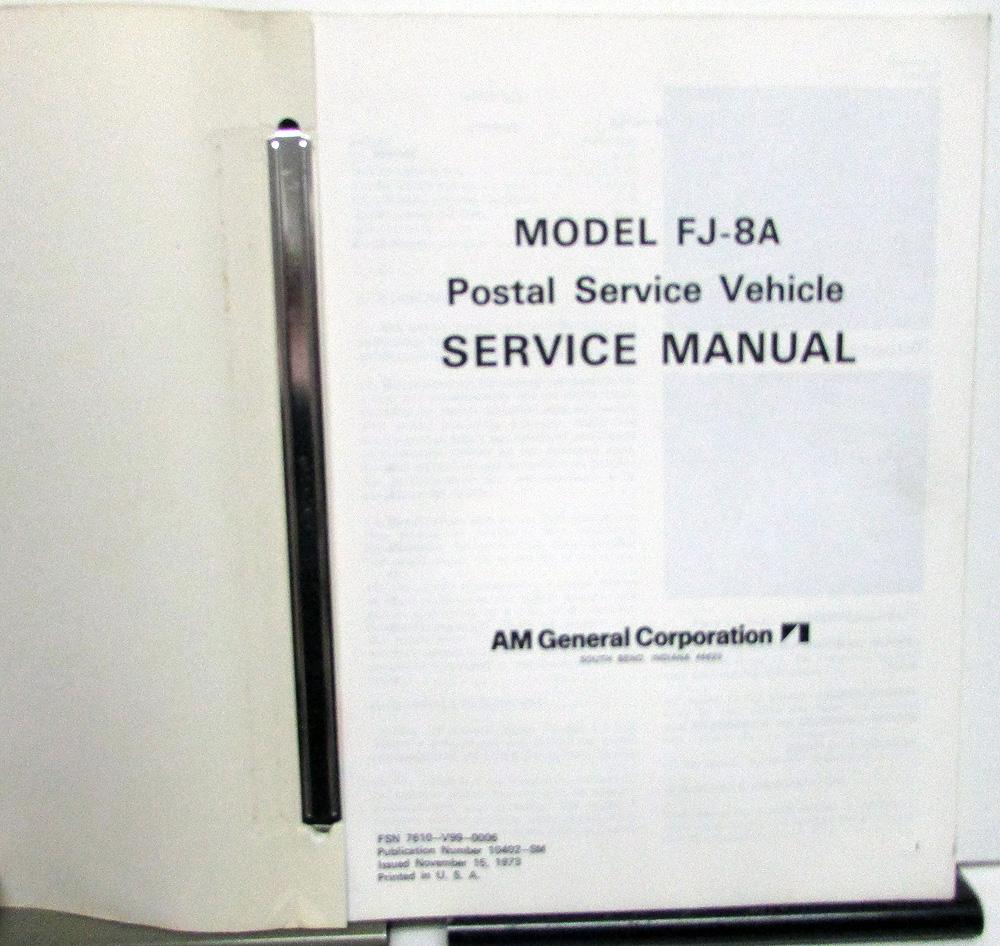 MODEL FJ-8A
Postal Service Vehicle
SERVICE MANUAL
AM General Corporation
SOUTH BEND, INDIANA
FSN 7610-V99-0006
Publication Number 10402-SM
Issued November 15, 1973
Printed in U. S. A.